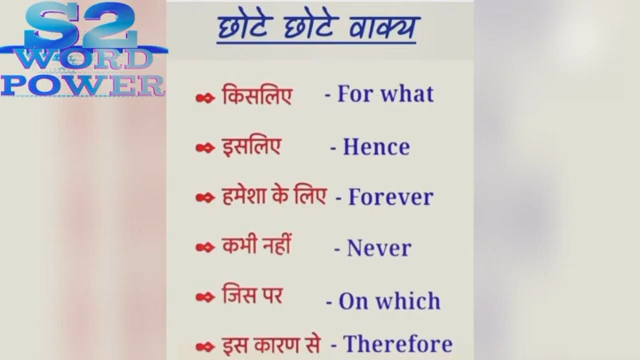 S2
WORD
POWER
छोटे छोटे वाक्य
किसलिए - For what
इसलिए - Hence
हमेशा के लिए - Forever
कभी नहीं - Never
जिस पर - On which
इस कारण से - Therefore